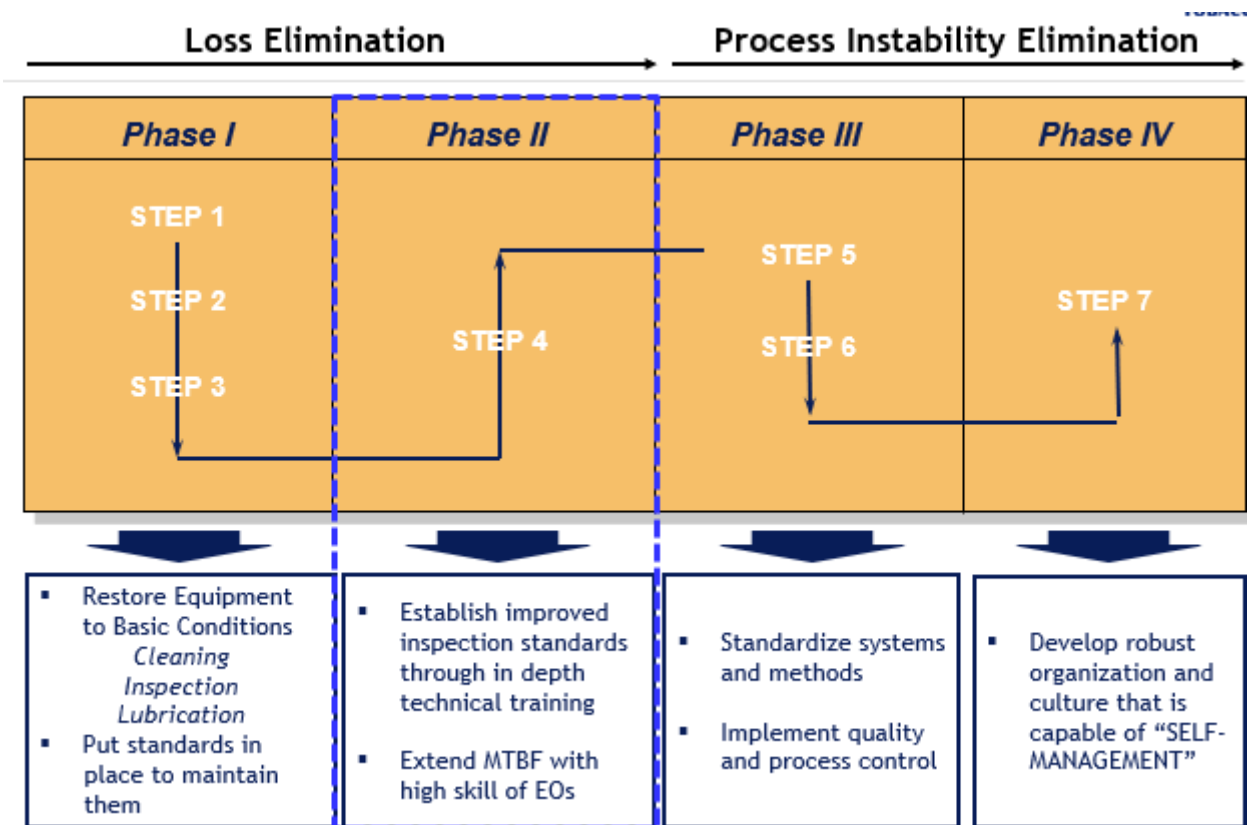 Loss Elimination
Process Instability Elimination
Phase I
Phase II
Phase III
Phase IV
STEP 1
STEP 2
STEP 3
STEP 4
STEP 5
STEP 6
STEP 7
▪ Restore Equipment
to Basic Conditions
Cleaning
Inspection
Lubrication
▪ Put standards in
place to maintain
them
▪ Establish improved
inspection standards
through in depth
technical training
▪ Extend MTBF with
high skill of EOs
▪ Standardize systems
and methods
▪ Implement quality
and process control
▪ Develop robust
organization and
culture that is
capable of “SELF-
MANAGEMENT”